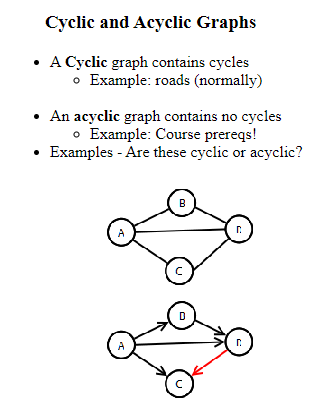 Cyclic and Acyclic Graphs
A Cyclic graph contains cycles
Example: roads (normally)
An acyclic graph contains no cycles
Example: Course prereqs!
Examples - Are these cyclic or acyclic?
B
A
C
A
C